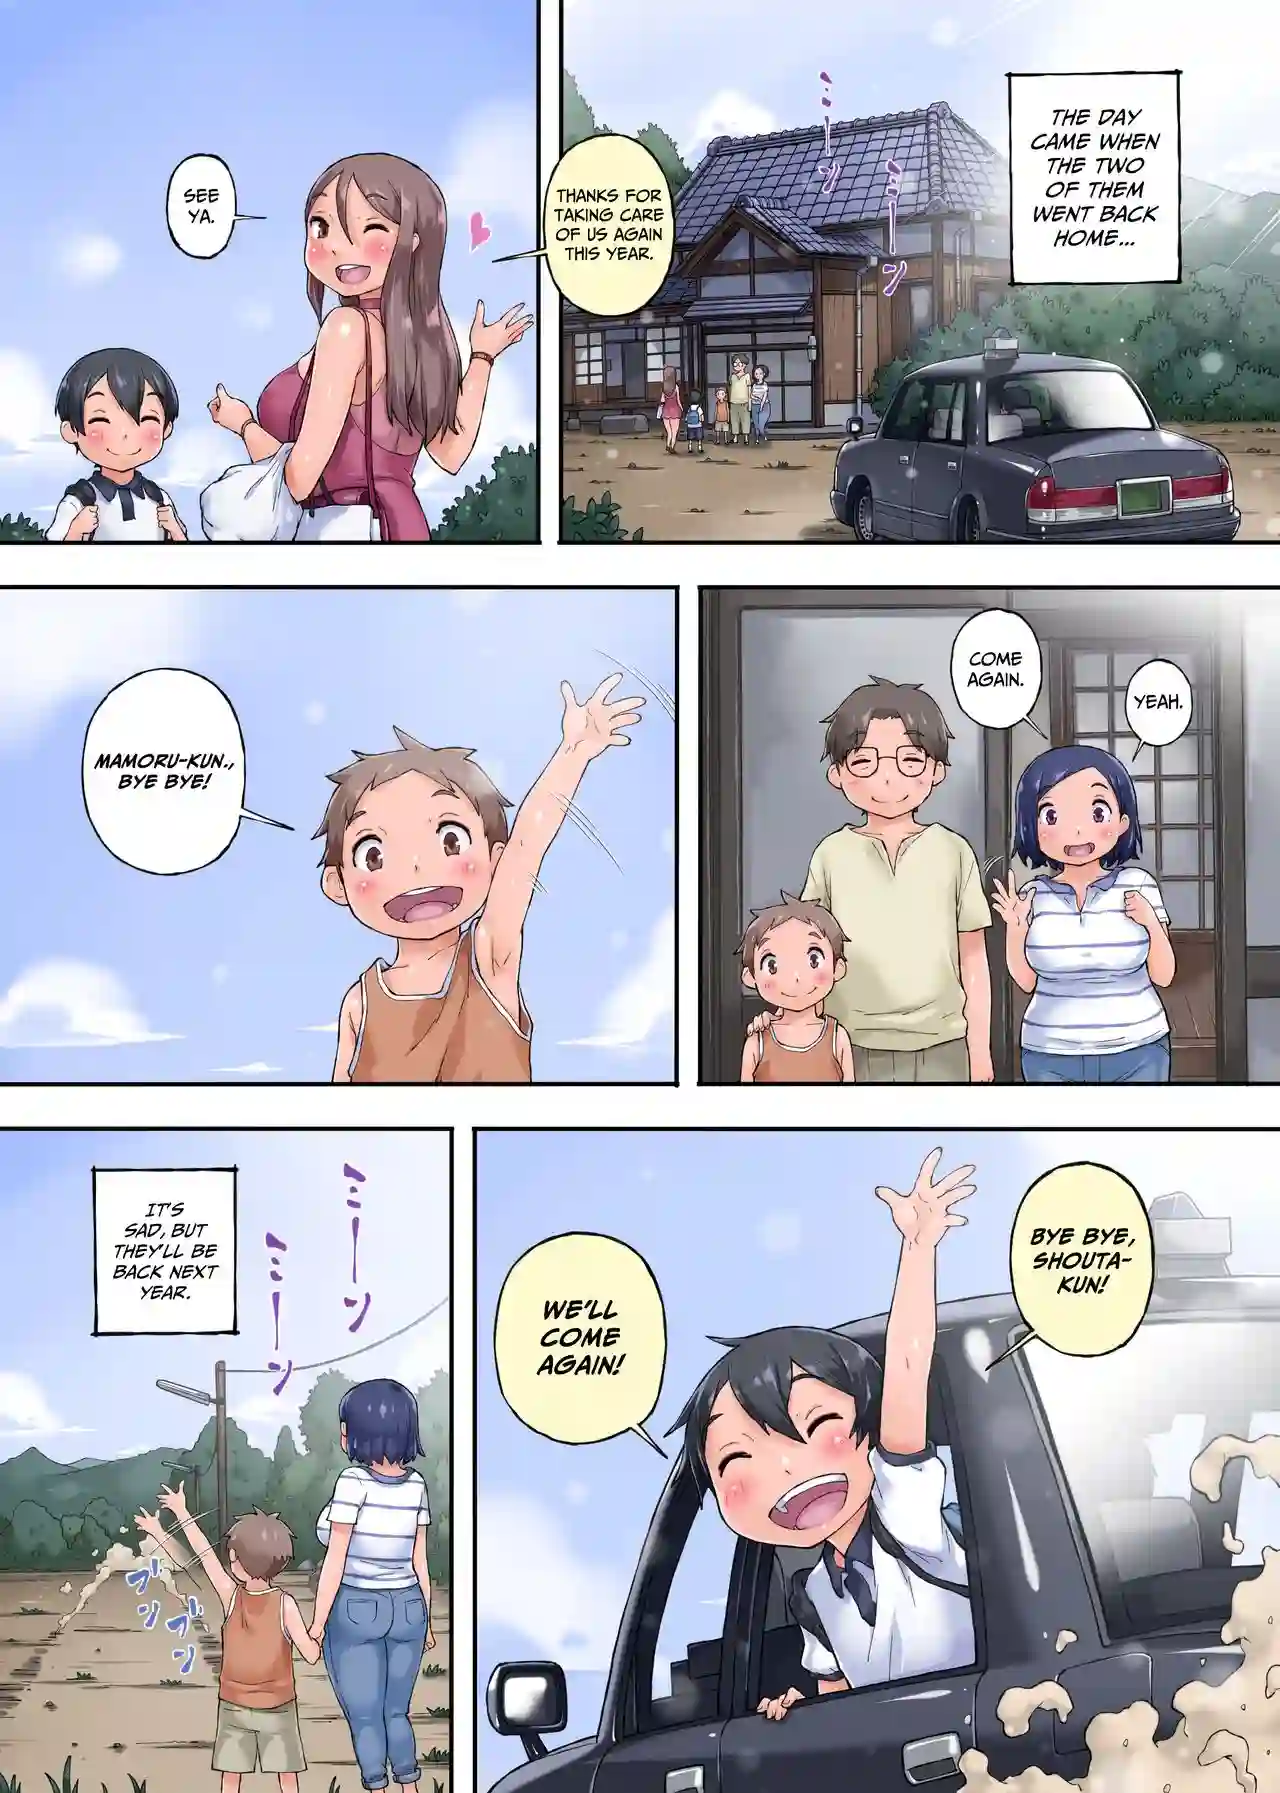 THE DAY
CAME WHEN
THE TWO
OF THEM
WENT BACK
HOME...
ミーン
ミーン
THANKS FOR
TAKING CARE
OF US AGAIN
THIS YEAR.
SEE
YA.
YEAH.
COME
AGAIN.
MAMORU-KUN.,
BYE BYE!
BYE BYE,
SHOUTA-
KUN!
WE'LL
COME
AGAIN!
ミーン
ミーン
IT'S
SAD, BUT
THEY'LL BE
BACK NEXT
YEAR.
ブン
ブン